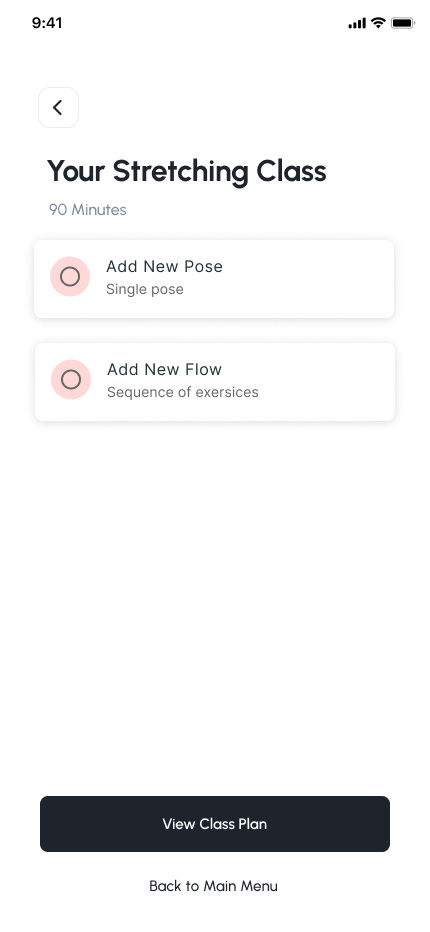 9:41
Your Stretching Class
90 Minutes
Add New Pose
Single pose
Add New Flow
Sequence of exersices
View Class Plan
Back to Main Menu